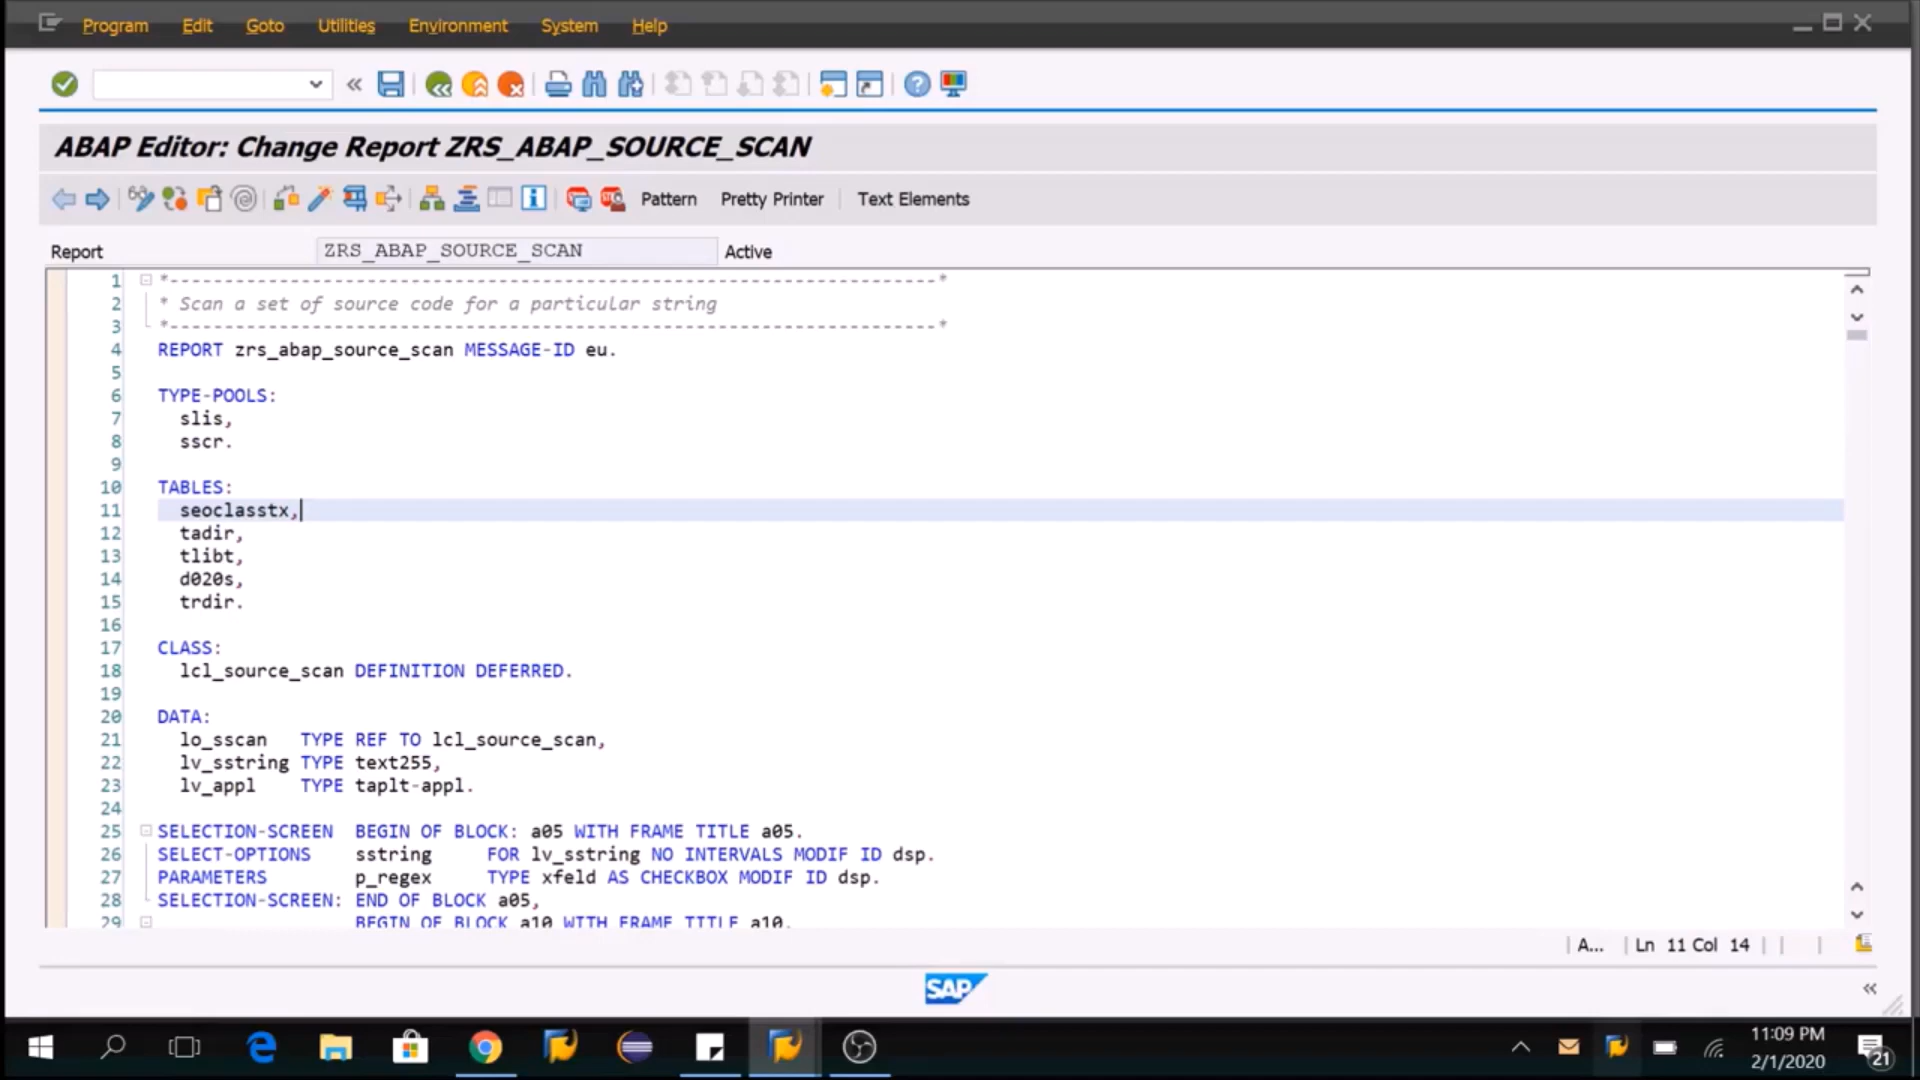 Program Edit Goto Utilities Environment System Help
ABAP Editor: Change Report ZRS_ABAP_SOURCE_SCAN
Pattern Pretty Printer Text Elements
Report ZRS_ABAP_SOURCE_SCAN Active
1 *----------------------------------------------------------------------*
2 * Scan a set of source code for a particular string
3 *----------------------------------------------------------------------*
4 REPORT zrs_abap_source_scan MESSAGE-ID eu.
5
6 TYPE-POOLS:
7 slis,
8 sscr.
9
10 TABLES:
11 seoclasstx,
12 tadir,
13 tlibt,
14 d020s,
15 trdir.
16
17 CLASS:
18 lcl_source_scan DEFINITION DEFERRED.
19
20 DATA:
21 lo_sscan TYPE REF TO lcl_source_scan,
22 lv_sstring TYPE text255,
23 lv_appl TYPE taplt-appl.
24
25 SELECTION-SCREEN BEGIN OF BLOCK: a05 WITH FRAME TITLE a05.
26 SELECT-OPTIONS sstring FOR lv_sstring NO INTERVALS MODIF ID dsp.
27 PARAMETERS p_regex TYPE xfeld AS CHECKBOX MODIF ID dsp.
28 SELECTION-SCREEN: END OF BLOCK a05,
29 BEGIN OF BLOCK a10 WITH FRAME TITLE a10.
A... Ln 11 Col 14
SAP
11:09 PM
2/1/2020
21